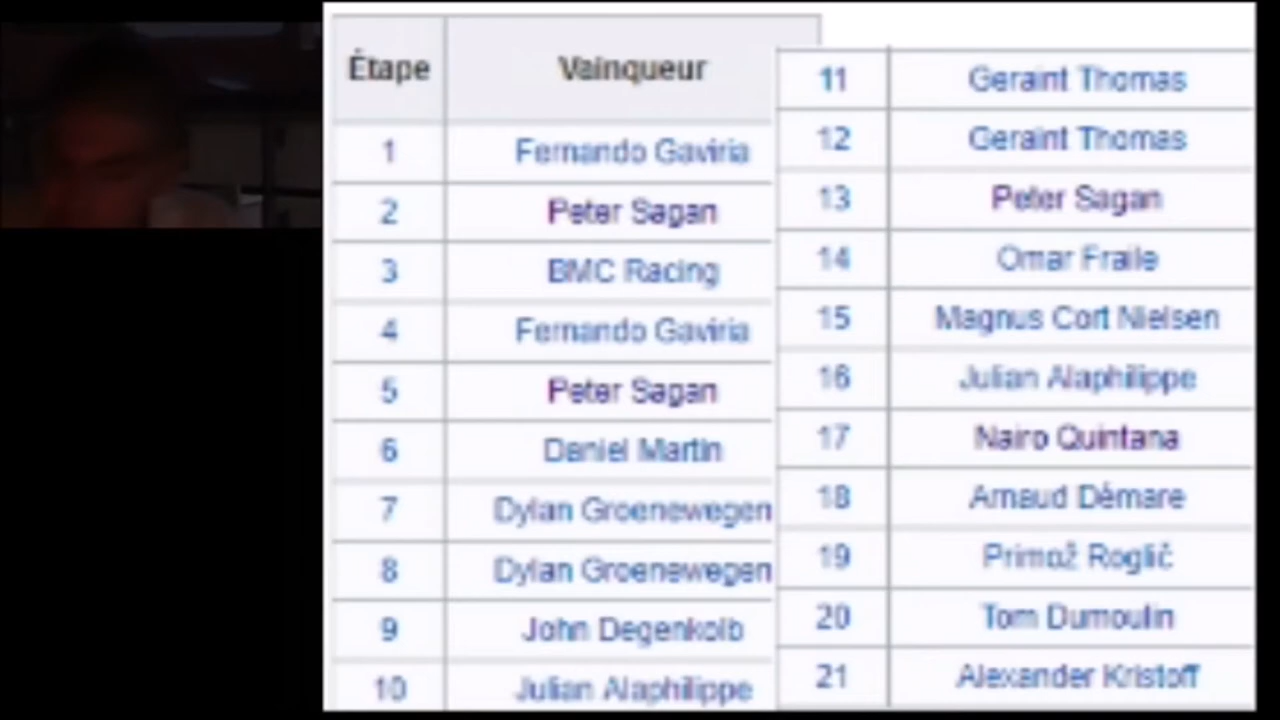 Étape Vainqueur
1 Fernando Gaviria
2 Peter Sagan
3 BMC Racing
4 Fernando Gaviria
5 Peter Sagan
6 Daniel Martin
7 Dylan Groenewegen
8 Dylan Groenewegen
9 John Degenkolb
10 Julian Alaphilippe
11 Geraint Thomas
12 Geraint Thomas
13 Peter Sagan
14 Omar Fraile
15 Magnus Cort Nielsen
16 Julian Alaphilippe
17 Nairo Quintana
18 Arnaud Démare
19 Primož Roglič
20 Tom Dumoulin
21 Alexander Kristoff